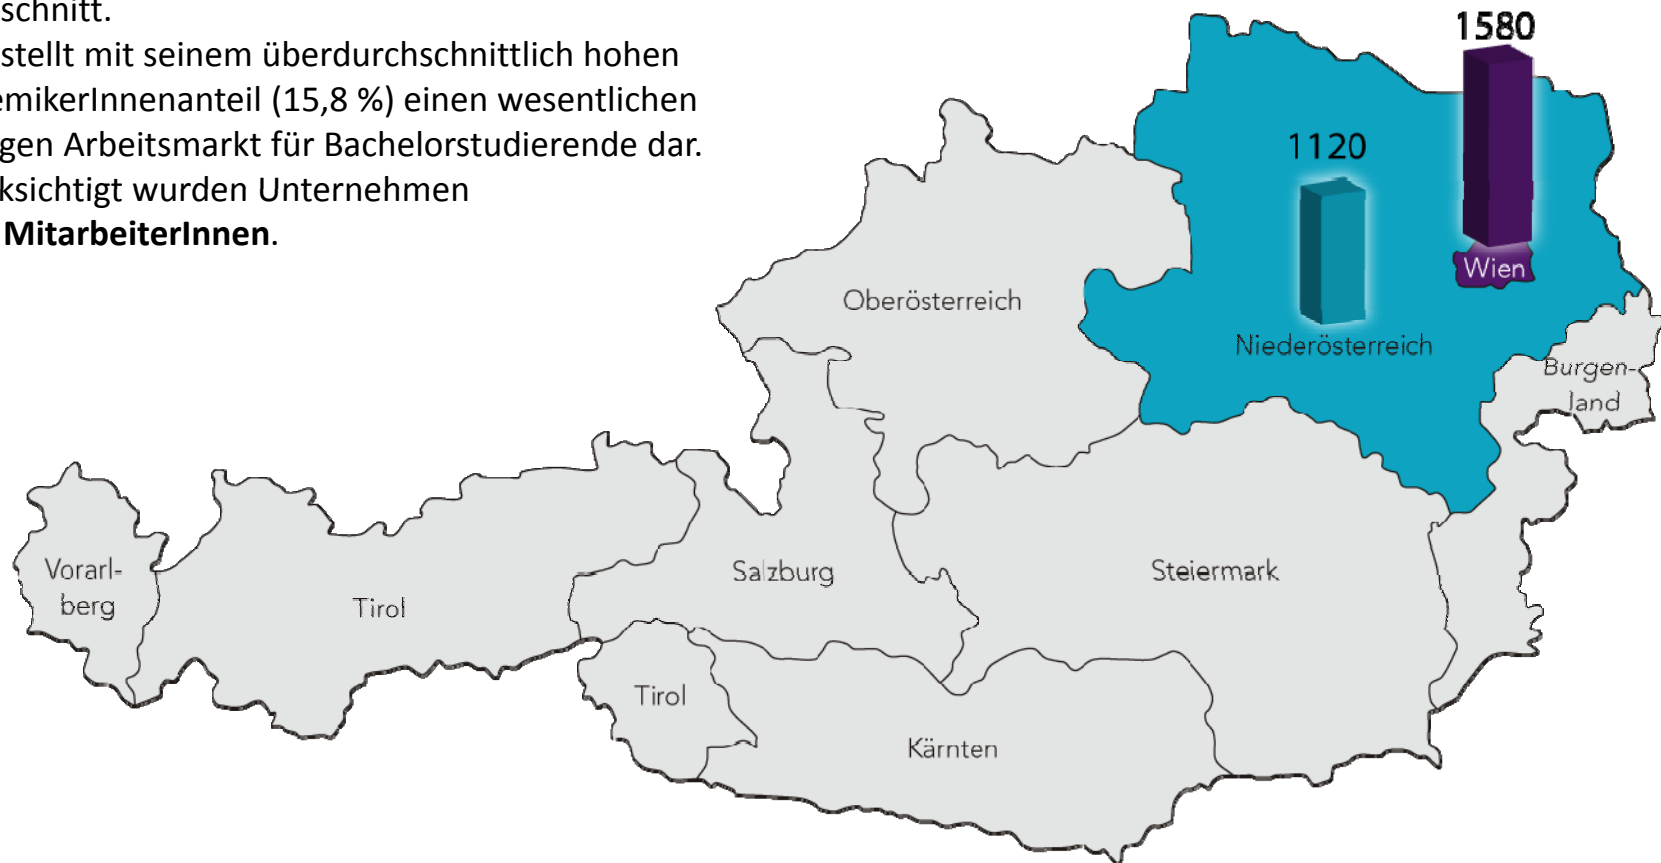 schnitt.
stellt mit seinem überdurchschnittlich hohen
emikerInnenanteil (15,8 %) einen wesentlichen
gen Arbeitsmarkt für Bachelorstudierende dar.
ksichtigt wurden Unternehmen
MitarbeiterInnen.
1580
1120
Wien
Oberösterreich
Niederösterreich
Burgen-
land
Vorarl-
berg
Tirol
Salzburg
Steiermark
Tirol
Kärnten